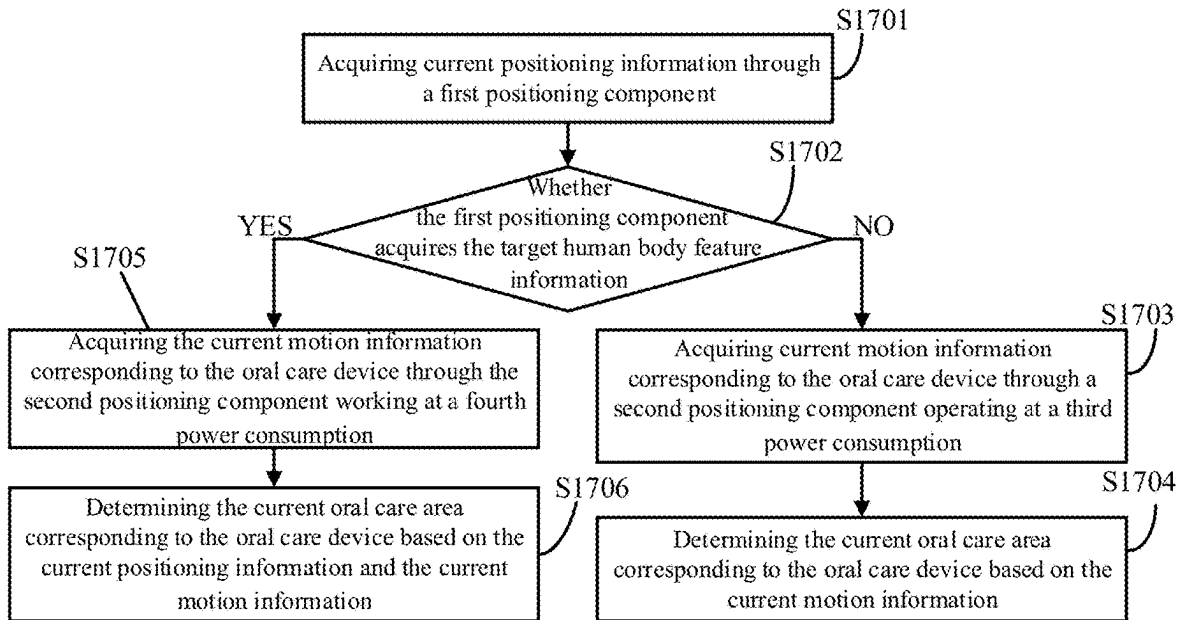 S1701
Acquiring current positioning information through
a first positioning component
S1702
Whether
the first positioning component
acquires the target human body feature
information
YES
NO
S1705
Acquiring the current motion information
corresponding to the oral care device through the
second positioning component working at a fourth
power consumption
S1703
Acquiring current motion information
corresponding to the oral care device through a
second positioning component operating at a third
power consumption
S1706
Determining the current oral care area
corresponding to the oral care device based on the
current positioning information and the current
motion information
S1704
Determining the current oral care area
corresponding to the oral care device based on the
current motion information